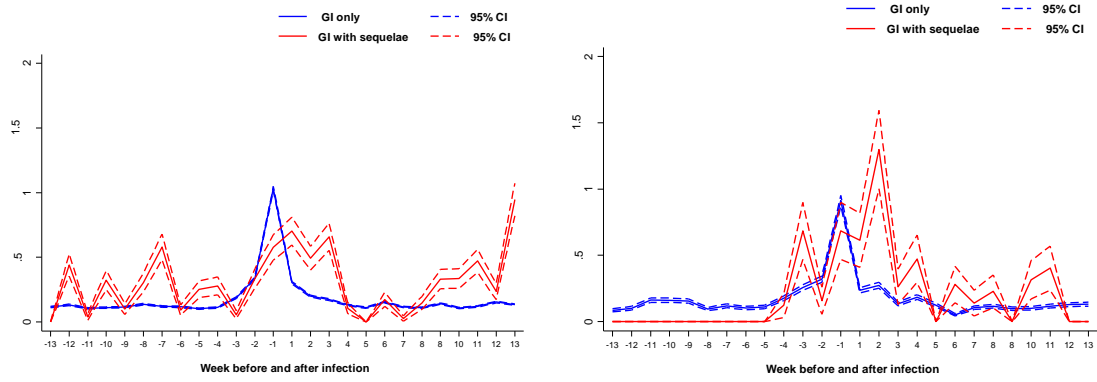 GI only 95% CI
GI with sequelae 95% CI
2
1.5
1
.5
0
-13 -12 -11 -10 -9 -8 -7 -6 -5 -4 -3 -2 -1 1 2 3 4 5 6 7 8 9 10 11 12 13
Week before and after infection
GI only 95% CI
GI with sequelae 95% CI
2
1.5
1
.5
0
-13 -12 -11 -10 -9 -8 -7 -6 -5 -4 -3 -2 -1 1 2 3 4 5 6 7 8 9 10 11 12 13
Week before and after infection